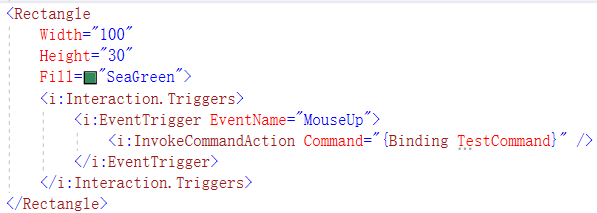 <Rectangle
    Width="100"
    Height="30"
    Fill="SeaGreen">
    <i:Interaction.Triggers>
        <i:EventTrigger EventName="MouseUp">
            <i:InvokeCommandAction Command="{Binding TestCommand}" />
        </i:EventTrigger>
    </i:Interaction.Triggers>
</Rectangle>